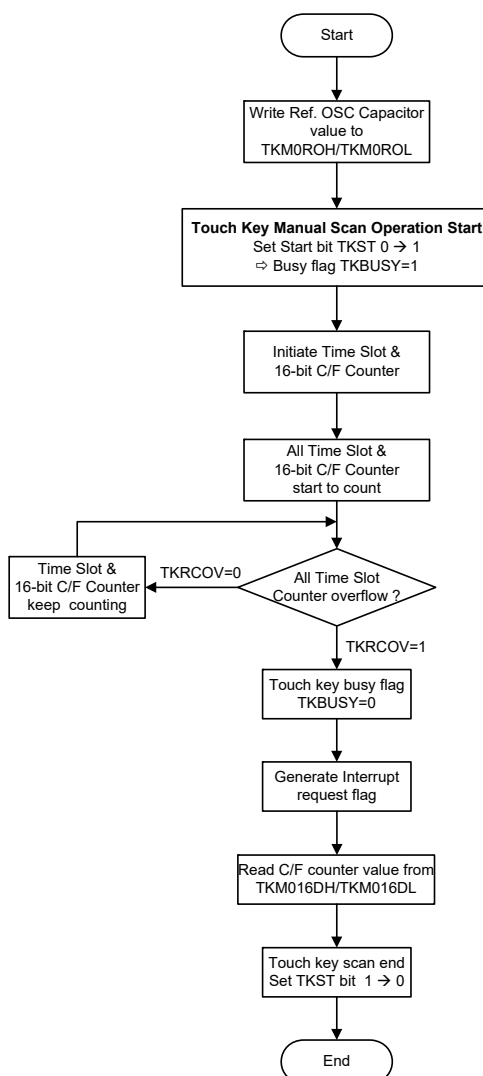 Start
Write Ref. OSC Capacitor
value to
TKM0ROH/TKM0ROL
Touch Key Manual Scan Operation Start
Set Start bit TKST 0 → 1
⇨ Busy flag TKBUSY=1
Initiate Time Slot &
16-bit C/F Counter
All Time Slot &
16-bit C/F Counter
start to count
Time Slot &
16-bit C/F Counter
keep counting
TKRCOV=0
All Time Slot
Counter overflow ?
TKRCOV=1
Touch key busy flag
TKBUSY=0
Generate Interrupt
request flag
Read C/F counter value from
TKM016DH/TKM016DL
Touch key scan end
Set TKST bit 1 → 0
End